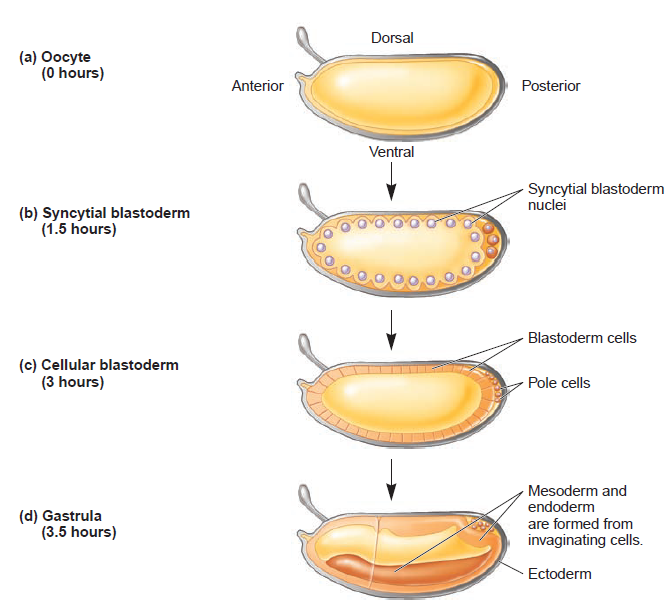 Dorsal
(a) Oocyte
(0 hours)
Anterior
Posterior
Ventral
(b) Syncytial blastoderm
(1.5 hours)
Syncytial blastoderm
nuclei
(c) Cellular blastoderm
(3 hours)
Blastoderm cells
Pole cells
(d) Gastrula
(3.5 hours)
Mesoderm and
endoderm
are formed from
invaginating cells.
Ectoderm